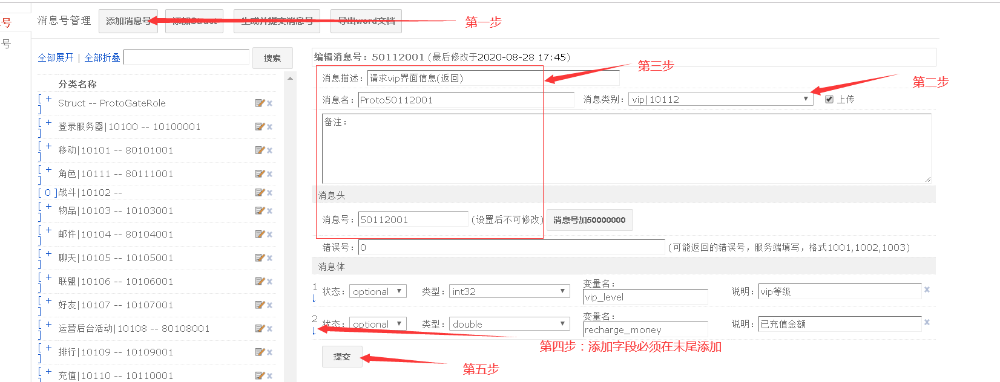 号
号
消息号管理 添加消息号 添加Struct 生成并提交消息号 导出word文档 第一步
全部展开 | 全部折叠 搜索
分类名称
[ + ] Struct -- ProtoGateRole
[ + ] 登录服务器|10100 -- 10100001
[ + ] 移动|10101 -- 80101001
[ + ] 角色|10111 -- 80111001
[ 0 ]战斗|10102 --
[ + ] 物品|10103 -- 10103001
[ + ] 邮件|10104 -- 80104001
[ + ] 聊天|10105 -- 10105001
[ + ] 联盟|10106 -- 10106001
[ + ] 好友|10107 -- 10107001
[ + ] 运营后台活动|10108 -- 80108001
[ + ] 排行|10109 -- 10109001
[ + ] 充值|10110 -- 10110001
编辑消息号：50112001 (最后修改于2020-08-28 17:45)
第三步
消息描述：请求vip界面信息(返回)
第二步
消息名：Proto50112001 消息类别：vip|10112 上传
备注：
消息头
消息号：50112001 (设置后不可修改) 消息号加50000000
错误号：0 (可能返回的错误号，服务端填写，格式1001,1002,1003)
消息体
1 ↓ 状态：optional 类型：int32 变量名：vip_level 说明：vip等级
2 ↓ 状态：optional 类型：double 变量名：recharge_money 说明：已充值金额
第四步：添加字段必须在末尾添加
提交 第五步